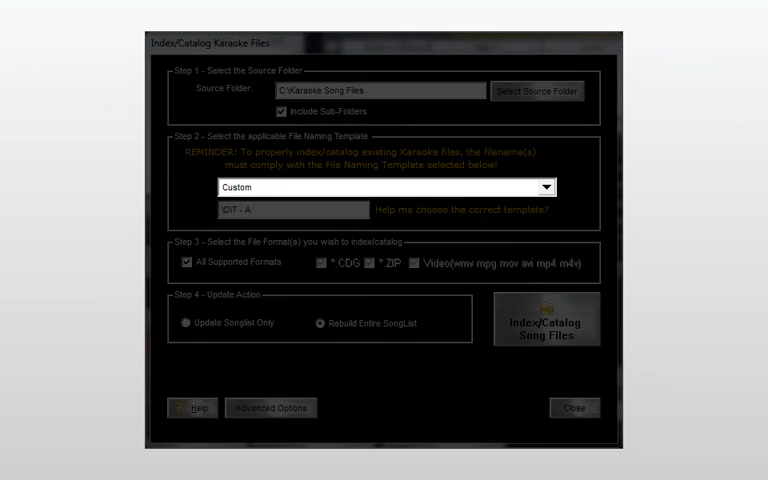 Index/Catalog Karaoke Files
Step 1 - Select the Source Folder
Source Folder:
C:\Karaoke Song Files
Select Source Folder
Include Sub-Folders
Step 2 - Select the applicable File Naming Template
REMINDER: To properly index/catalog existing Karaoke files, the filename(s)
must comply with the File Naming Template selected below!
Custom
\D\T - A
Help me choose the correct template?
Step 3 - Select the File Format(s) you wish to index/catalog
All Supported Formats
*.CDG
*.ZIP
Video(wmv mpg mov avi mp4 m4v)
Step 4 - Update Action
Update Songlist Only
Rebuild Entire SongList
Index/Catalog
Song Files
? Help
Advanced Options
Close